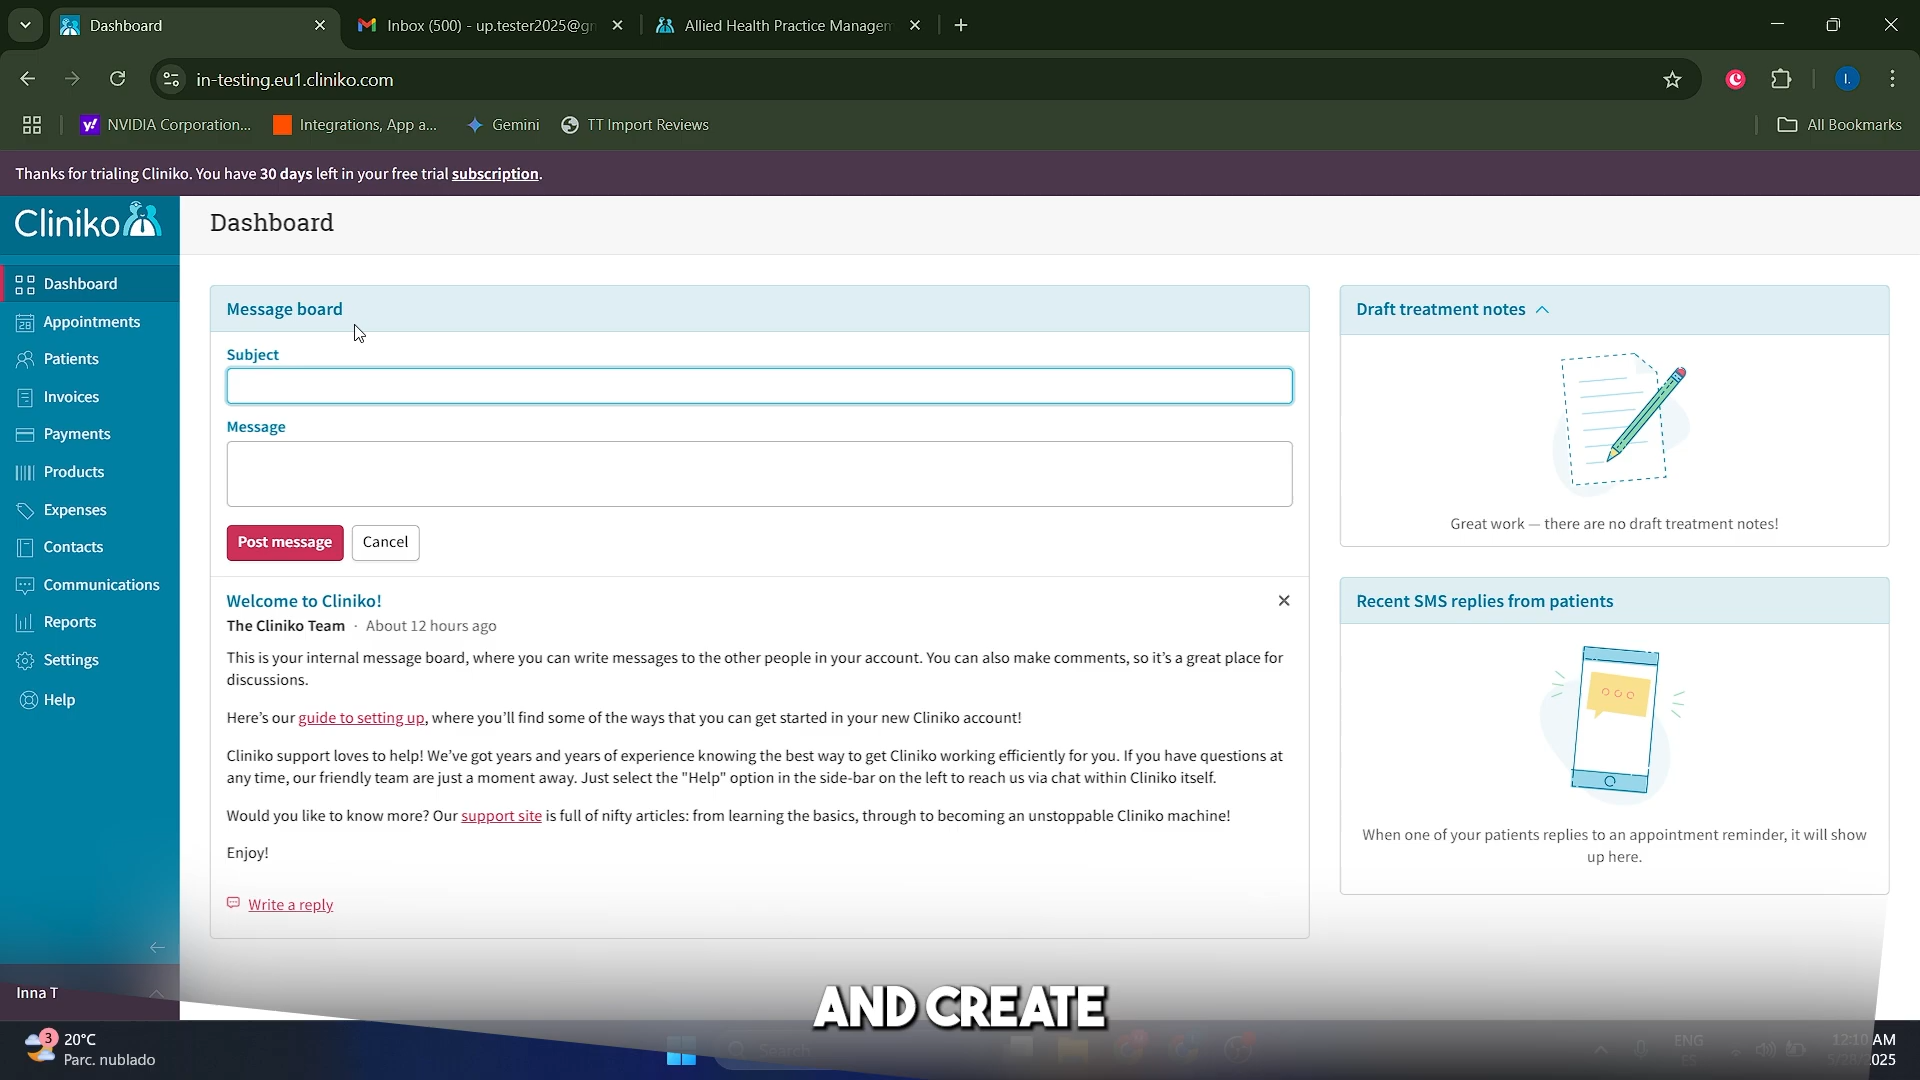 Dashboard
Inbox (500) - up.tester2025@gm
Allied Health Practice Managem
in-testing.eu1.cliniko.com
NVIDIA Corporation...
Integrations, App a...
Gemini
TT Import Reviews
All Bookmarks
Thanks for trialing Cliniko. You have 30 days left in your free trial subscription.
Cliniko
Dashboard
Dashboard
Appointments
Patients
Invoices
Payments
Products
Expenses
Contacts
Communications
Reports
Settings
Help
Inna T
Message board
Subject
Message
Post message
Cancel
Welcome to Cliniko!
The Cliniko Team · About 12 hours ago
This is your internal message board, where you can write messages to the other people in your account. You can also make comments, so it's a great place for
discussions.
Here's our guide to setting up, where you'll find some of the ways that you can get started in your new Cliniko account!
Cliniko support loves to help! We've got years and years of experience knowing the best way to get Cliniko working efficiently for you. If you have questions at
any time, our friendly team are just a moment away. Just select the "Help" option in the side-bar on the left to reach us via chat within Cliniko itself.
Would you like to know more? Our support site is full of nifty articles: from learning the basics, through to becoming an unstoppable Cliniko machine!
Enjoy!
Write a reply
Draft treatment notes
Great work — there are no draft treatment notes!
Recent SMS replies from patients
When one of your patients replies to an appointment reminder, it will show
up here.
AND CREATE
3
20°C
Parc. nublado
Search
ENG
ES
12:10 AM
5/28/2025